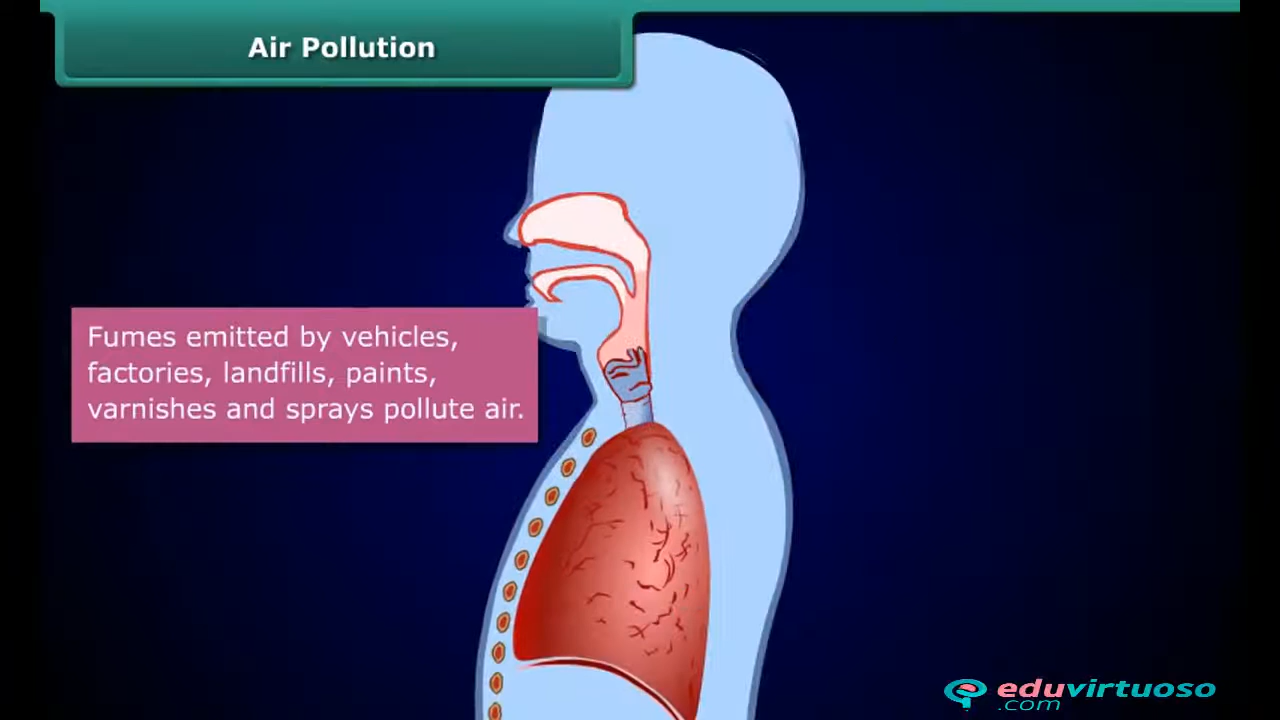 Air Pollution
Fumes emitted by vehicles,
factories, landfills, paints,
varnishes and sprays pollute air.
eduvirtuoso
.com